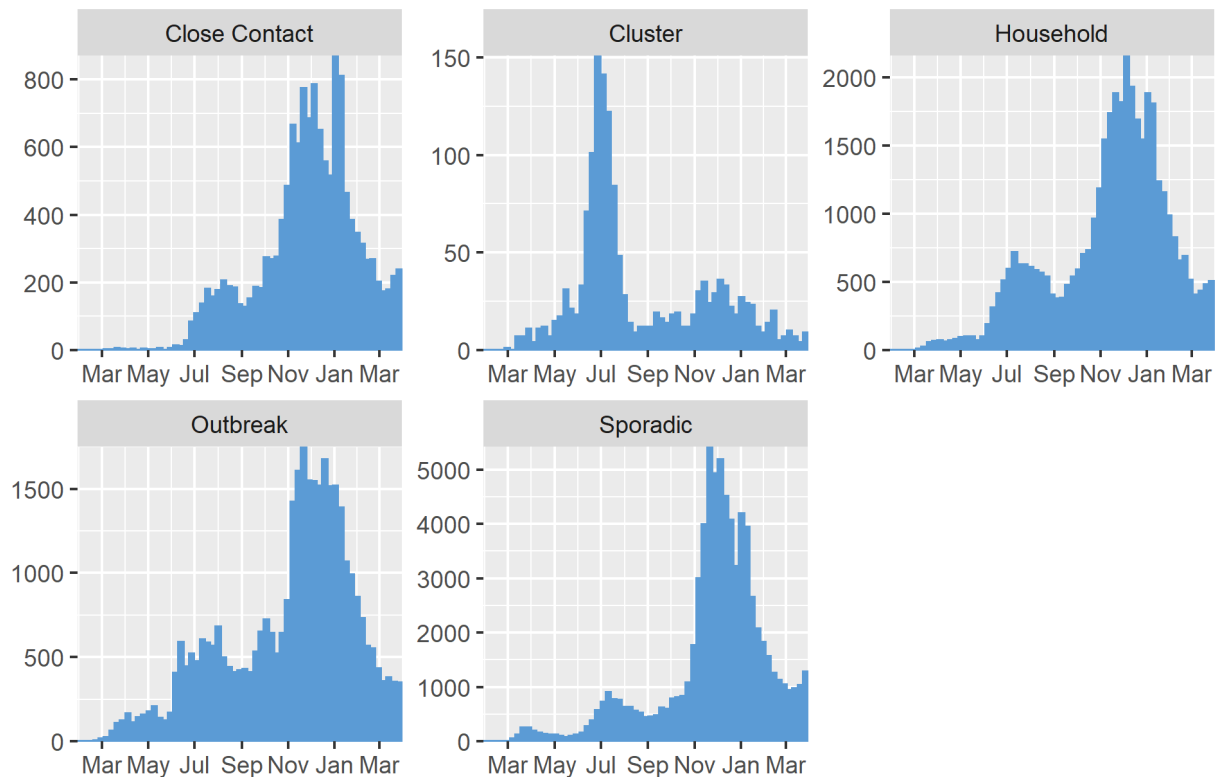 Close Contact
800
600
400
200
0
Mar May Jul Sep Nov Jan Mar
Cluster
150
100
50
0
Mar May Jul Sep Nov Jan Mar
Household
2000
1500
1000
500
0
Mar May Jul Sep Nov Jan Mar
Outbreak
1500
1000
500
0
Mar May Jul Sep Nov Jan Mar
Sporadic
5000
4000
3000
2000
1000
0
Mar May Jul Sep Nov Jan Mar